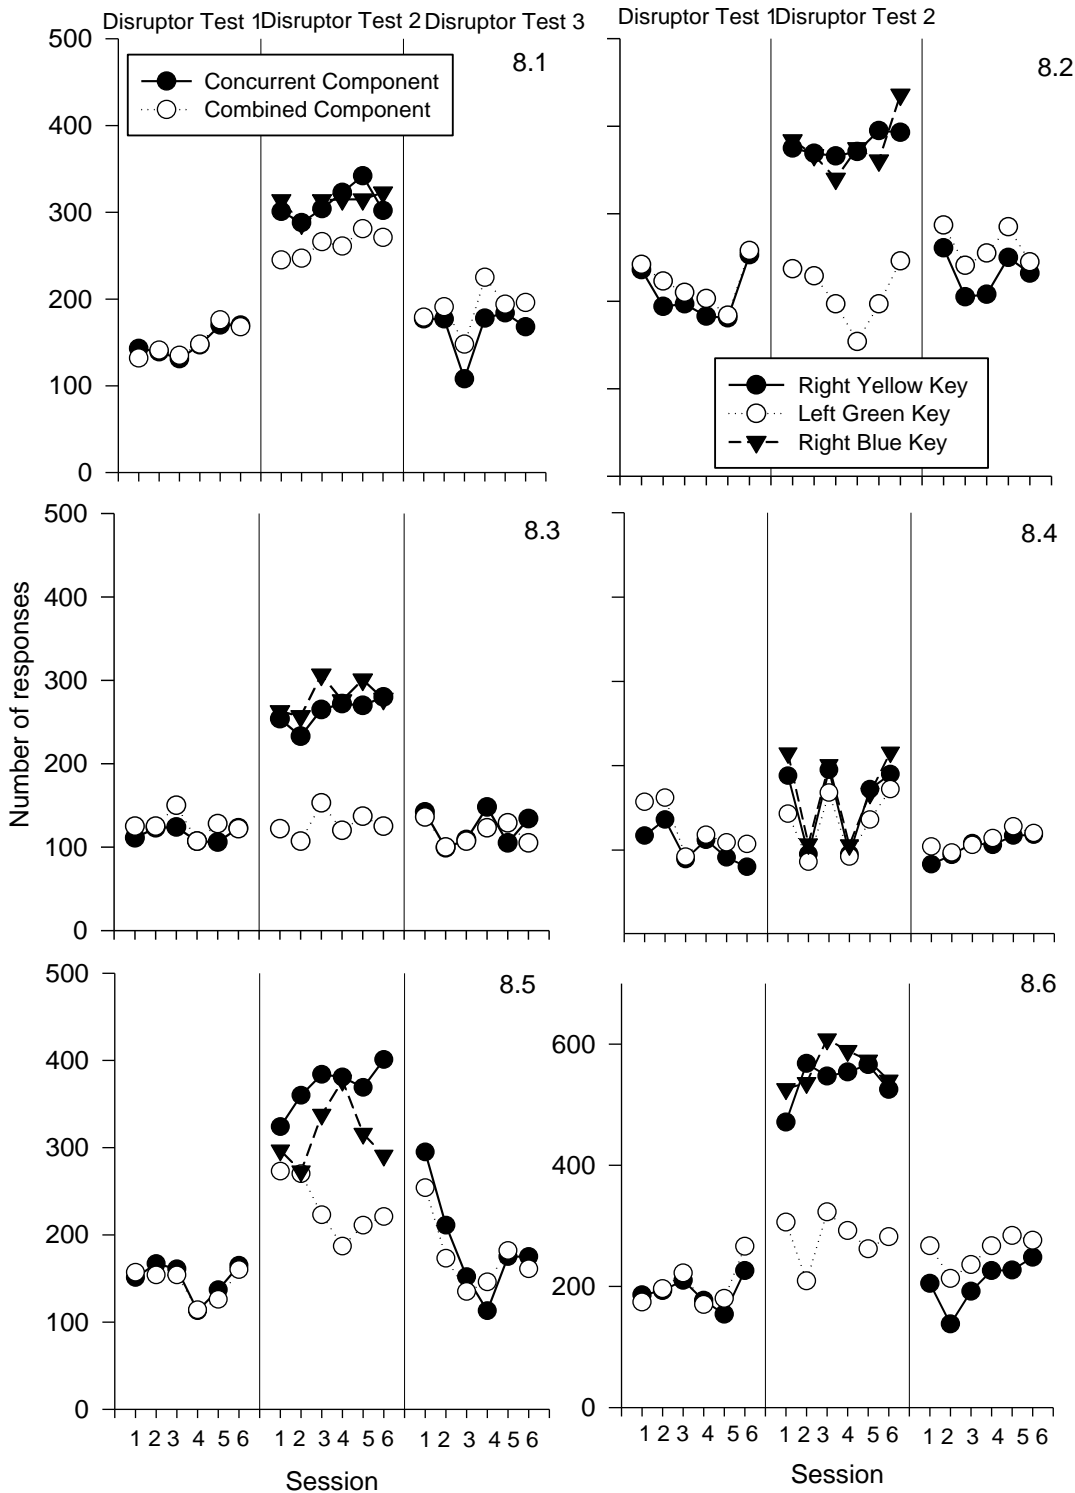 Disruptor Test 1 Disruptor Test 2 Disruptor Test 3
Disruptor Test 1 Disruptor Test 2
500
400
300
200
100
0
8.1
Concurrent Component
Combined Component
8.2
Right Yellow Key
Left Green Key
Right Blue Key
Number of responses
500
400
300
200
100
0
8.3
8.4
500
400
300
200
100
0
8.5
1 2 3 4 5 6 1 2 3 4 5 6 1 2 3 4 5 6
Session
600
400
200
0
8.6
1 2 3 4 5 6 1 2 3 4 5 6 1 2 3 4 5 6
Session